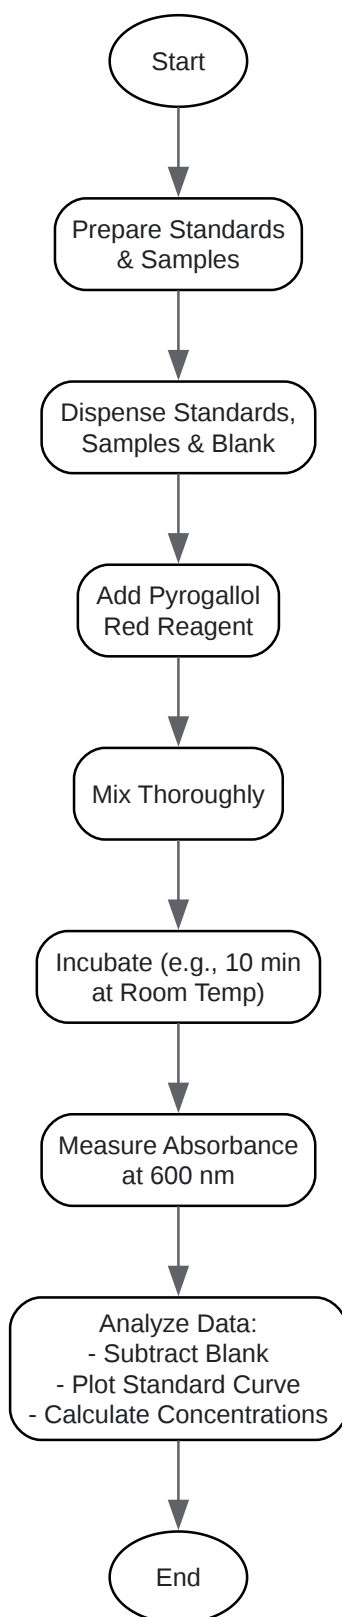 Start
Prepare Standards
& Samples
Dispense Standards,
Samples & Blank
Add Pyrogallol
Red Reagent
Mix Thoroughly
Incubate (e.g., 10 min
at Room Temp)
Measure Absorbance
at 600 nm
Analyze Data:
- Subtract Blank
- Plot Standard Curve
- Calculate Concentrations
End